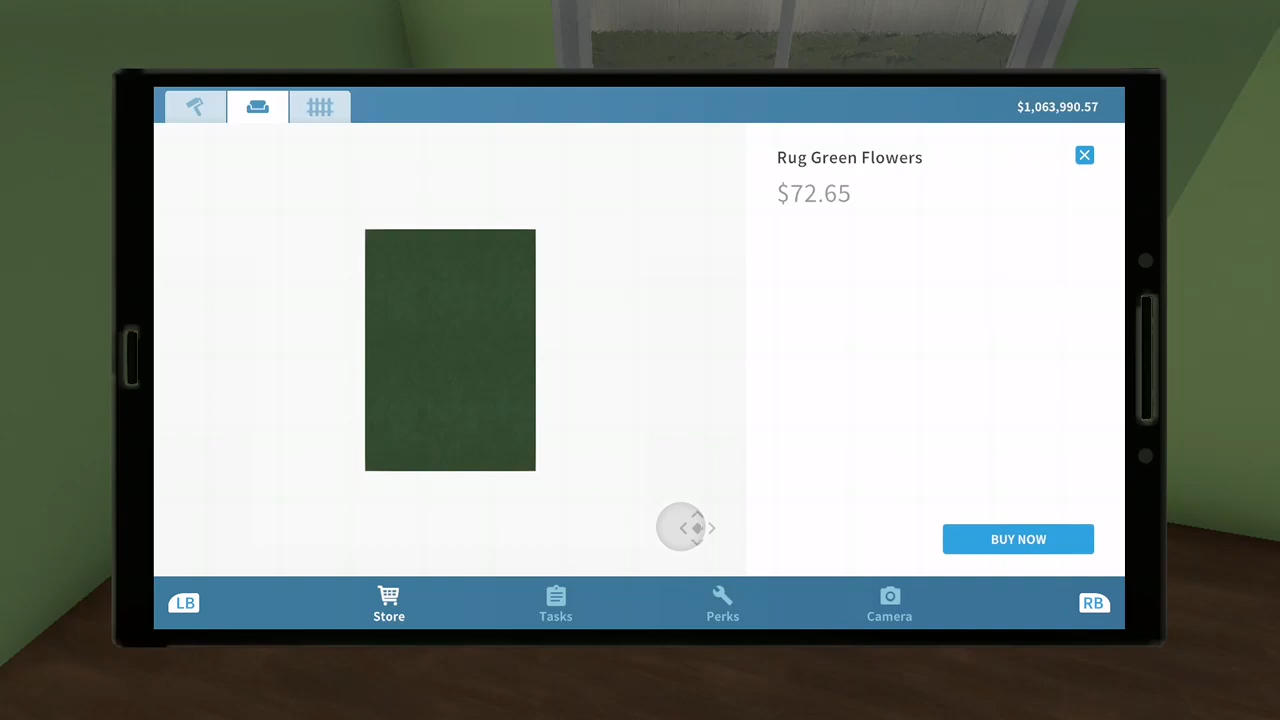 $1,063,990.57
Rug Green Flowers
$72.65
BUY NOW
LB
Store
Tasks
Perks
Camera
RB